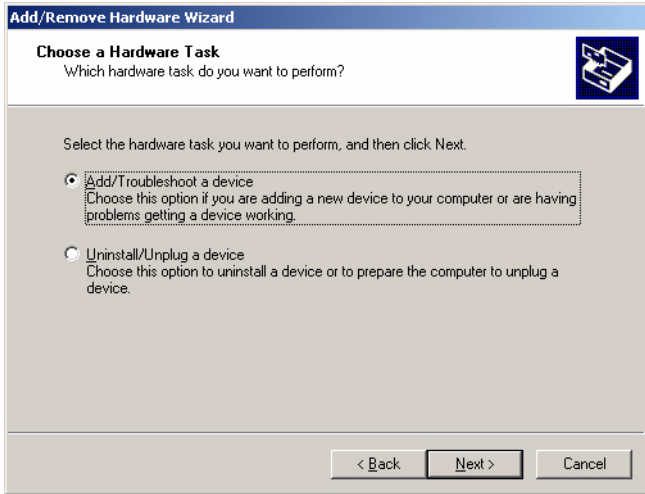 Add/Remove Hardware Wizard
Choose a Hardware Task
Which hardware task do you want to perform?
Select the hardware task you want to perform, and then click Next.
Add/Troubleshoot a device
Choose this option if you are adding a new device to your computer or are having
problems getting a device working.
Uninstall/Unplug a device
Choose this option to uninstall a device or to prepare the computer to unplug a
device.
< Back
Next >
Cancel